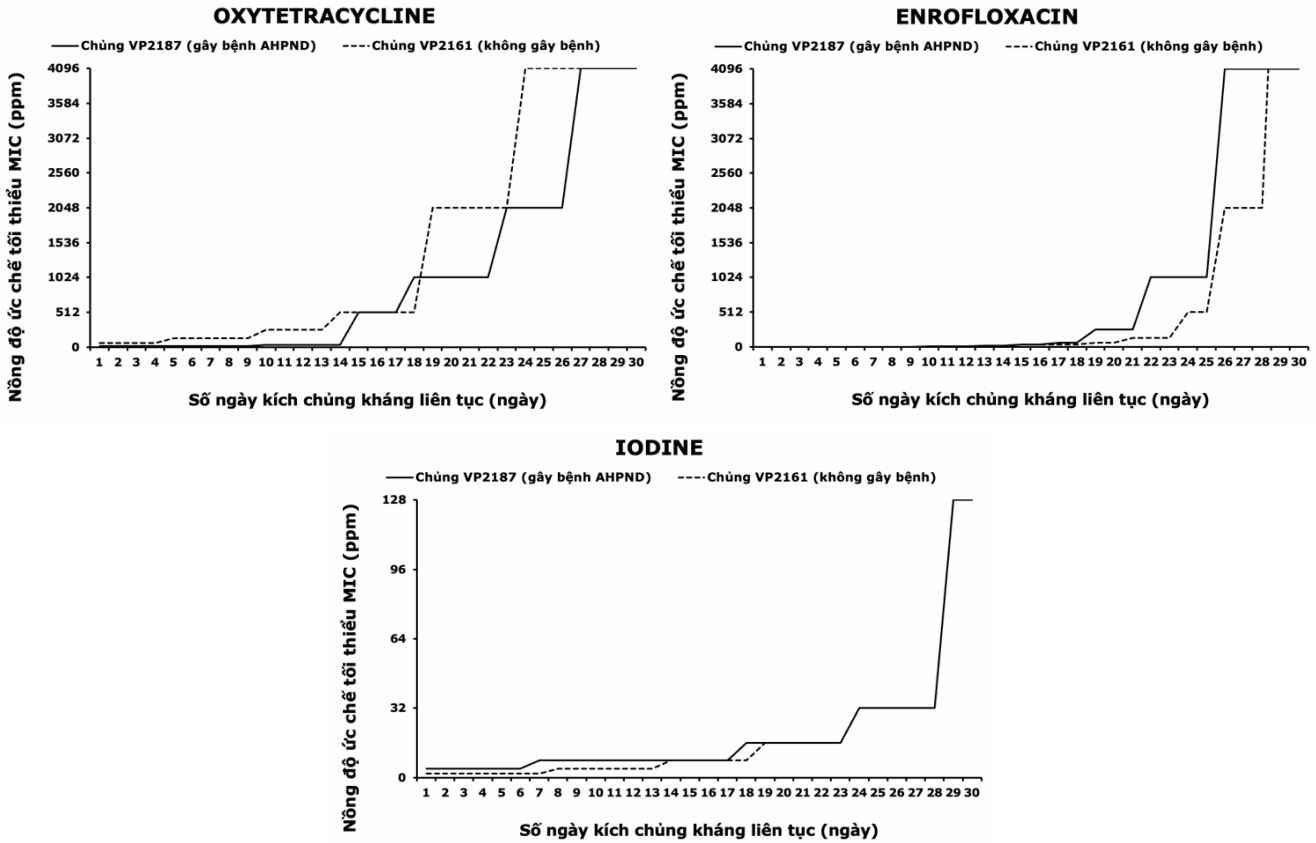 OXYTETRACYCLINE
Chủng VP2187 (gây bệnh AHPND) Chủng VP2161 (không gây bệnh)
Nồng độ ức chế tối thiểu MIC (ppm)
4096
3584
3072
2560
2048
1536
1024
512
0
1 2 3 4 5 6 7 8 9 10 11 12 13 14 15 16 17 18 19 20 21 22 23 24 25 26 27 28 29 30
Số ngày kích chủng kháng liên tục (ngày)
ENROFLOXACIN
Chủng VP2187 (gây bệnh AHPND) Chủng VP2161 (không gây bệnh)
Nồng độ ức chế tối thiểu MIC (ppm)
4096
3584
3072
2560
2048
1536
1024
512
0
1 2 3 4 5 6 7 8 9 10 11 12 13 14 15 16 17 18 19 20 21 22 23 24 25 26 27 28 29 30
Số ngày kích chủng kháng liên tục (ngày)
IODINE
Chủng VP2187 (gây bệnh AHPND) Chủng VP2161 (không gây bệnh)
Nồng độ ức chế tối thiểu MIC (ppm)
128
96
64
32
0
1 2 3 4 5 6 7 8 9 10 11 12 13 14 15 16 17 18 19 20 21 22 23 24 25 26 27 28 29 30
Số ngày kích chủng kháng liên tục (ngày)